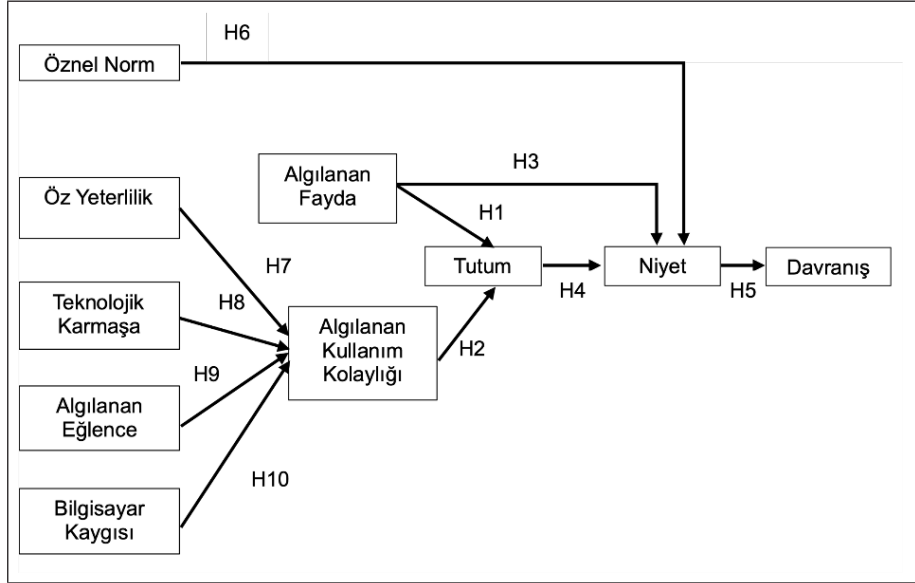 H6
Öznel Norm
H3
Algılanan
Fayda
H1
Öz Yeterlilik
H7
Tutum
H4
Niyet
H5
Davranış
Teknolojik
Karmaşa
H8
Algılanan
Kullanım
Kolaylığı
H2
H9
Algılanan
Eğlence
H10
Bilgisayar
Kaygısı